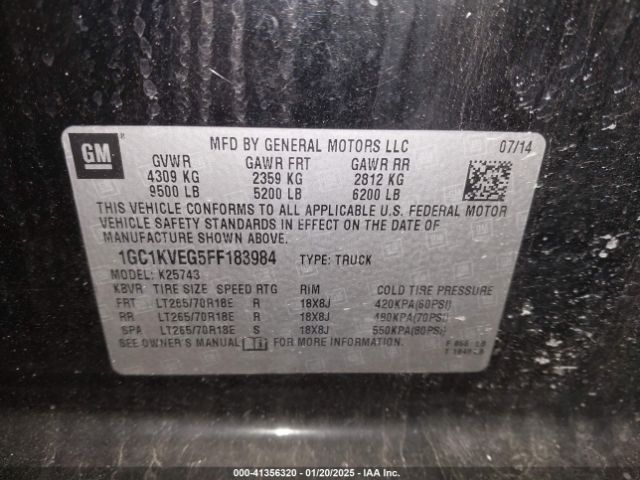 GM
MFD BY GENERAL MOTORS LLC 07/14
GVWR GAWR FRT GAWR RR
4309 KG 2359 KG 2812 KG
9500 LB 5200 LB 6200 LB
THIS VEHICLE CONFORMS TO ALL APPLICABLE U.S. FEDERAL MOTOR
VEHICLE SAFETY STANDARDS IN EFFECT ON THE DATE OF
MANUFACTURE SHOWN ABOVE.
1GC1KVEG5FF183984 TYPE: TRUCK
MODEL: K25743
KBVR TIRE SIZE SPEED RTG RIM COLD TIRE PRESSURE
FRT LT265/70R18E R 18X8J 420KPA(60PSI)
RR LT265/70R18E R 18X8J 480KPA(70PSI)
SPA LT265/70R18E S 18X8J 550KPA(80PSI)
SEE OWNER'S MANUAL FOR MORE INFORMATION.
000-41356320 | 01/20/2025 | IAA Inc.